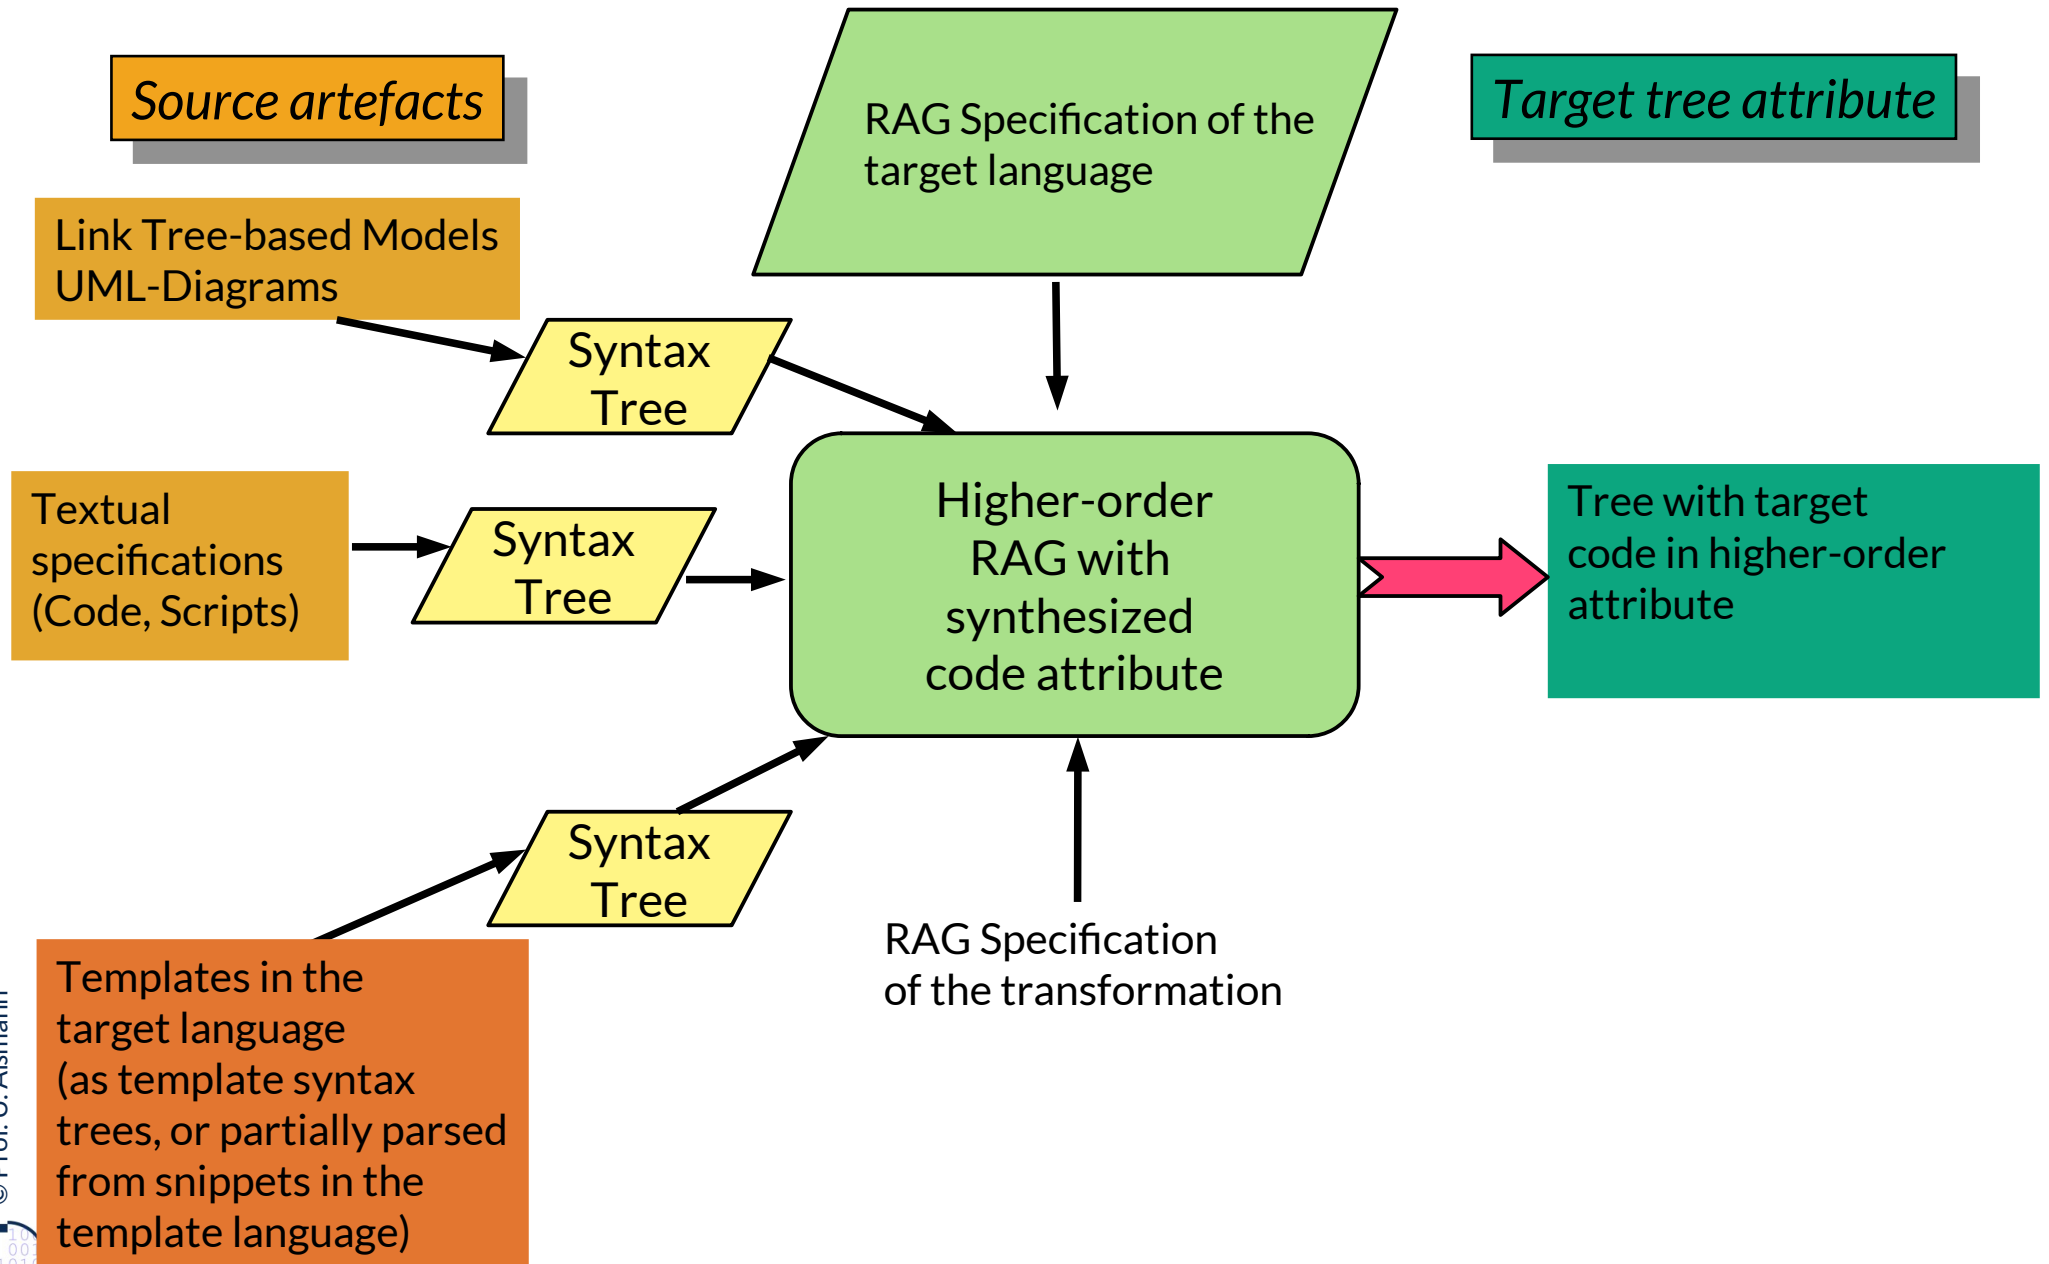 Source artefacts
RAG Specification of the
target language
Target tree attribute
Link Tree-based Models
UML-Diagrams
Syntax
Tree
Textual
specifications
(Code, Scripts)
Syntax
Tree
Higher-order
RAG with
synthesized
code attribute
Tree with target
code in higher-order
attribute
Syntax
Tree
RAG Specification
of the transformation
Templates in the
target language
(as template syntax
trees, or partially parsed
from snippets in the
template language)